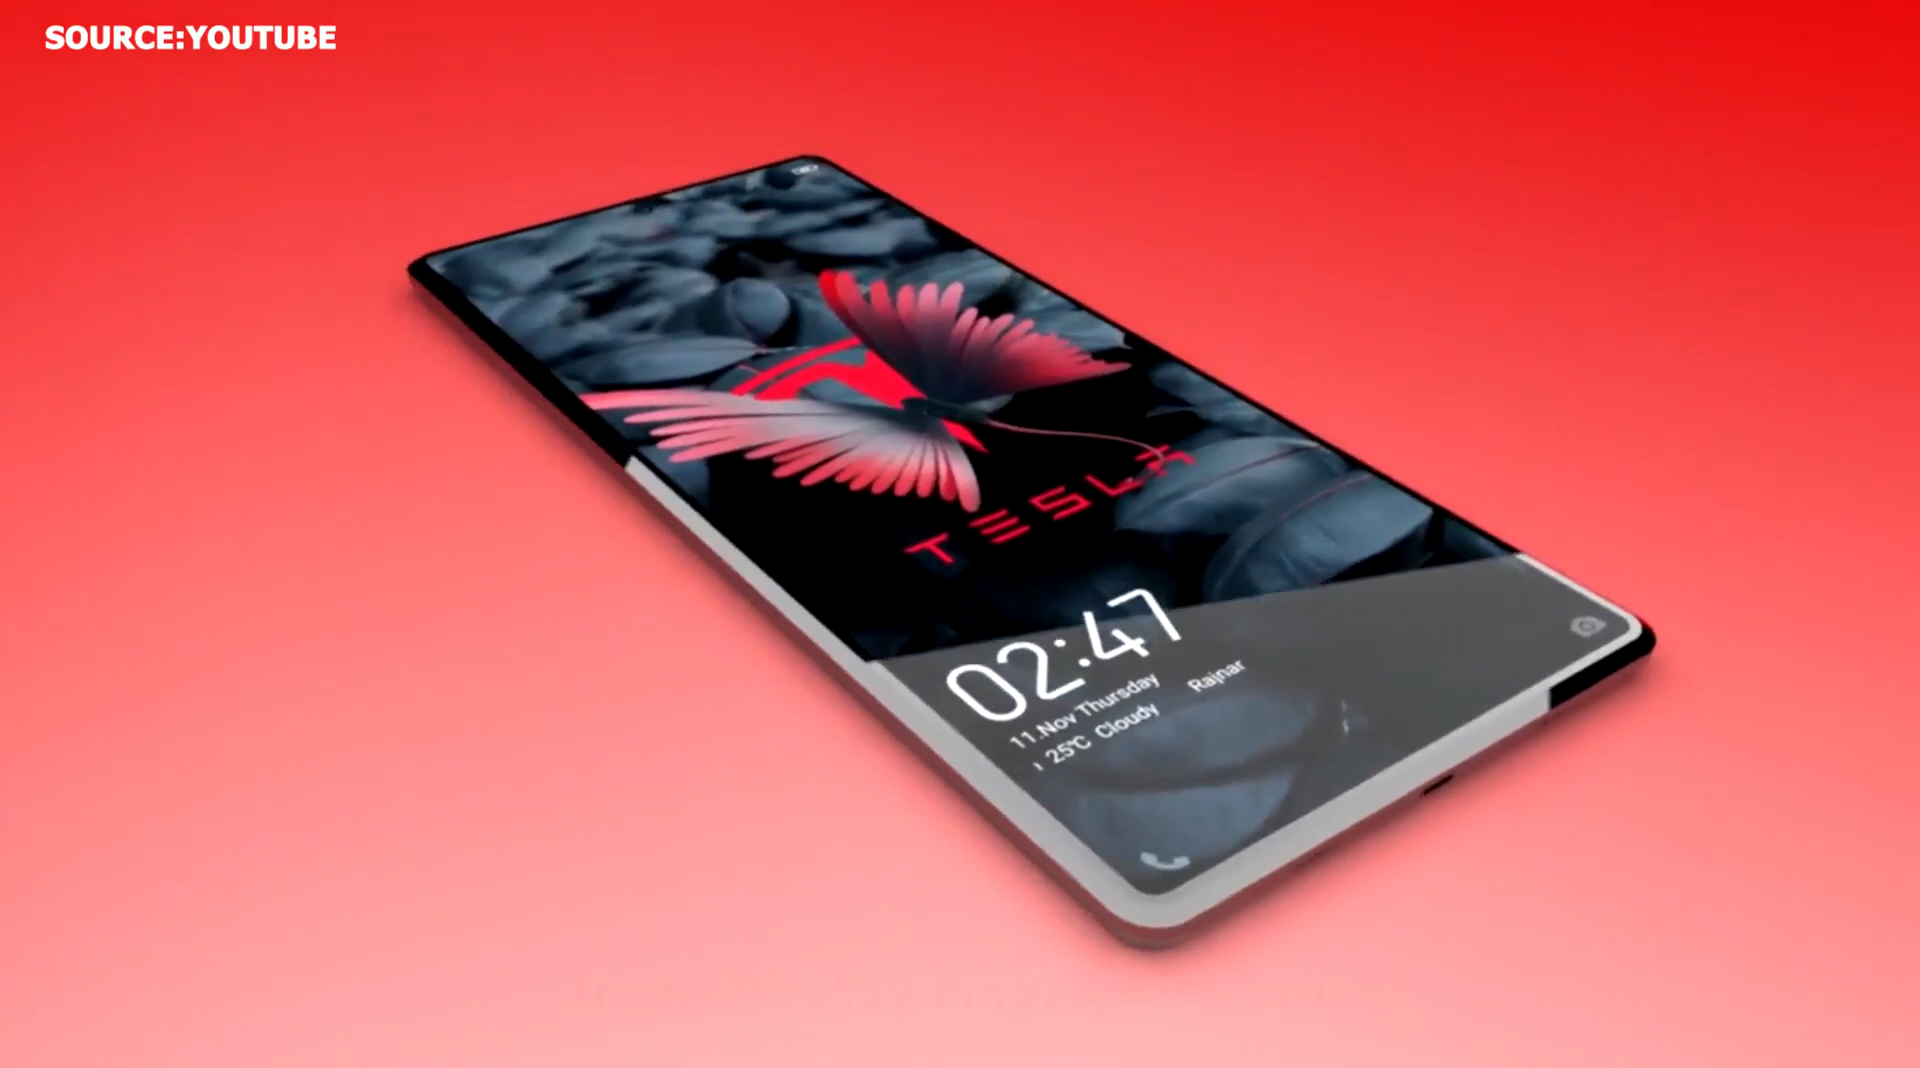 SOURCE:YOUTUBE
TESLA
02:47
11.Nov Thursday Rajnar
25℃ Cloudy